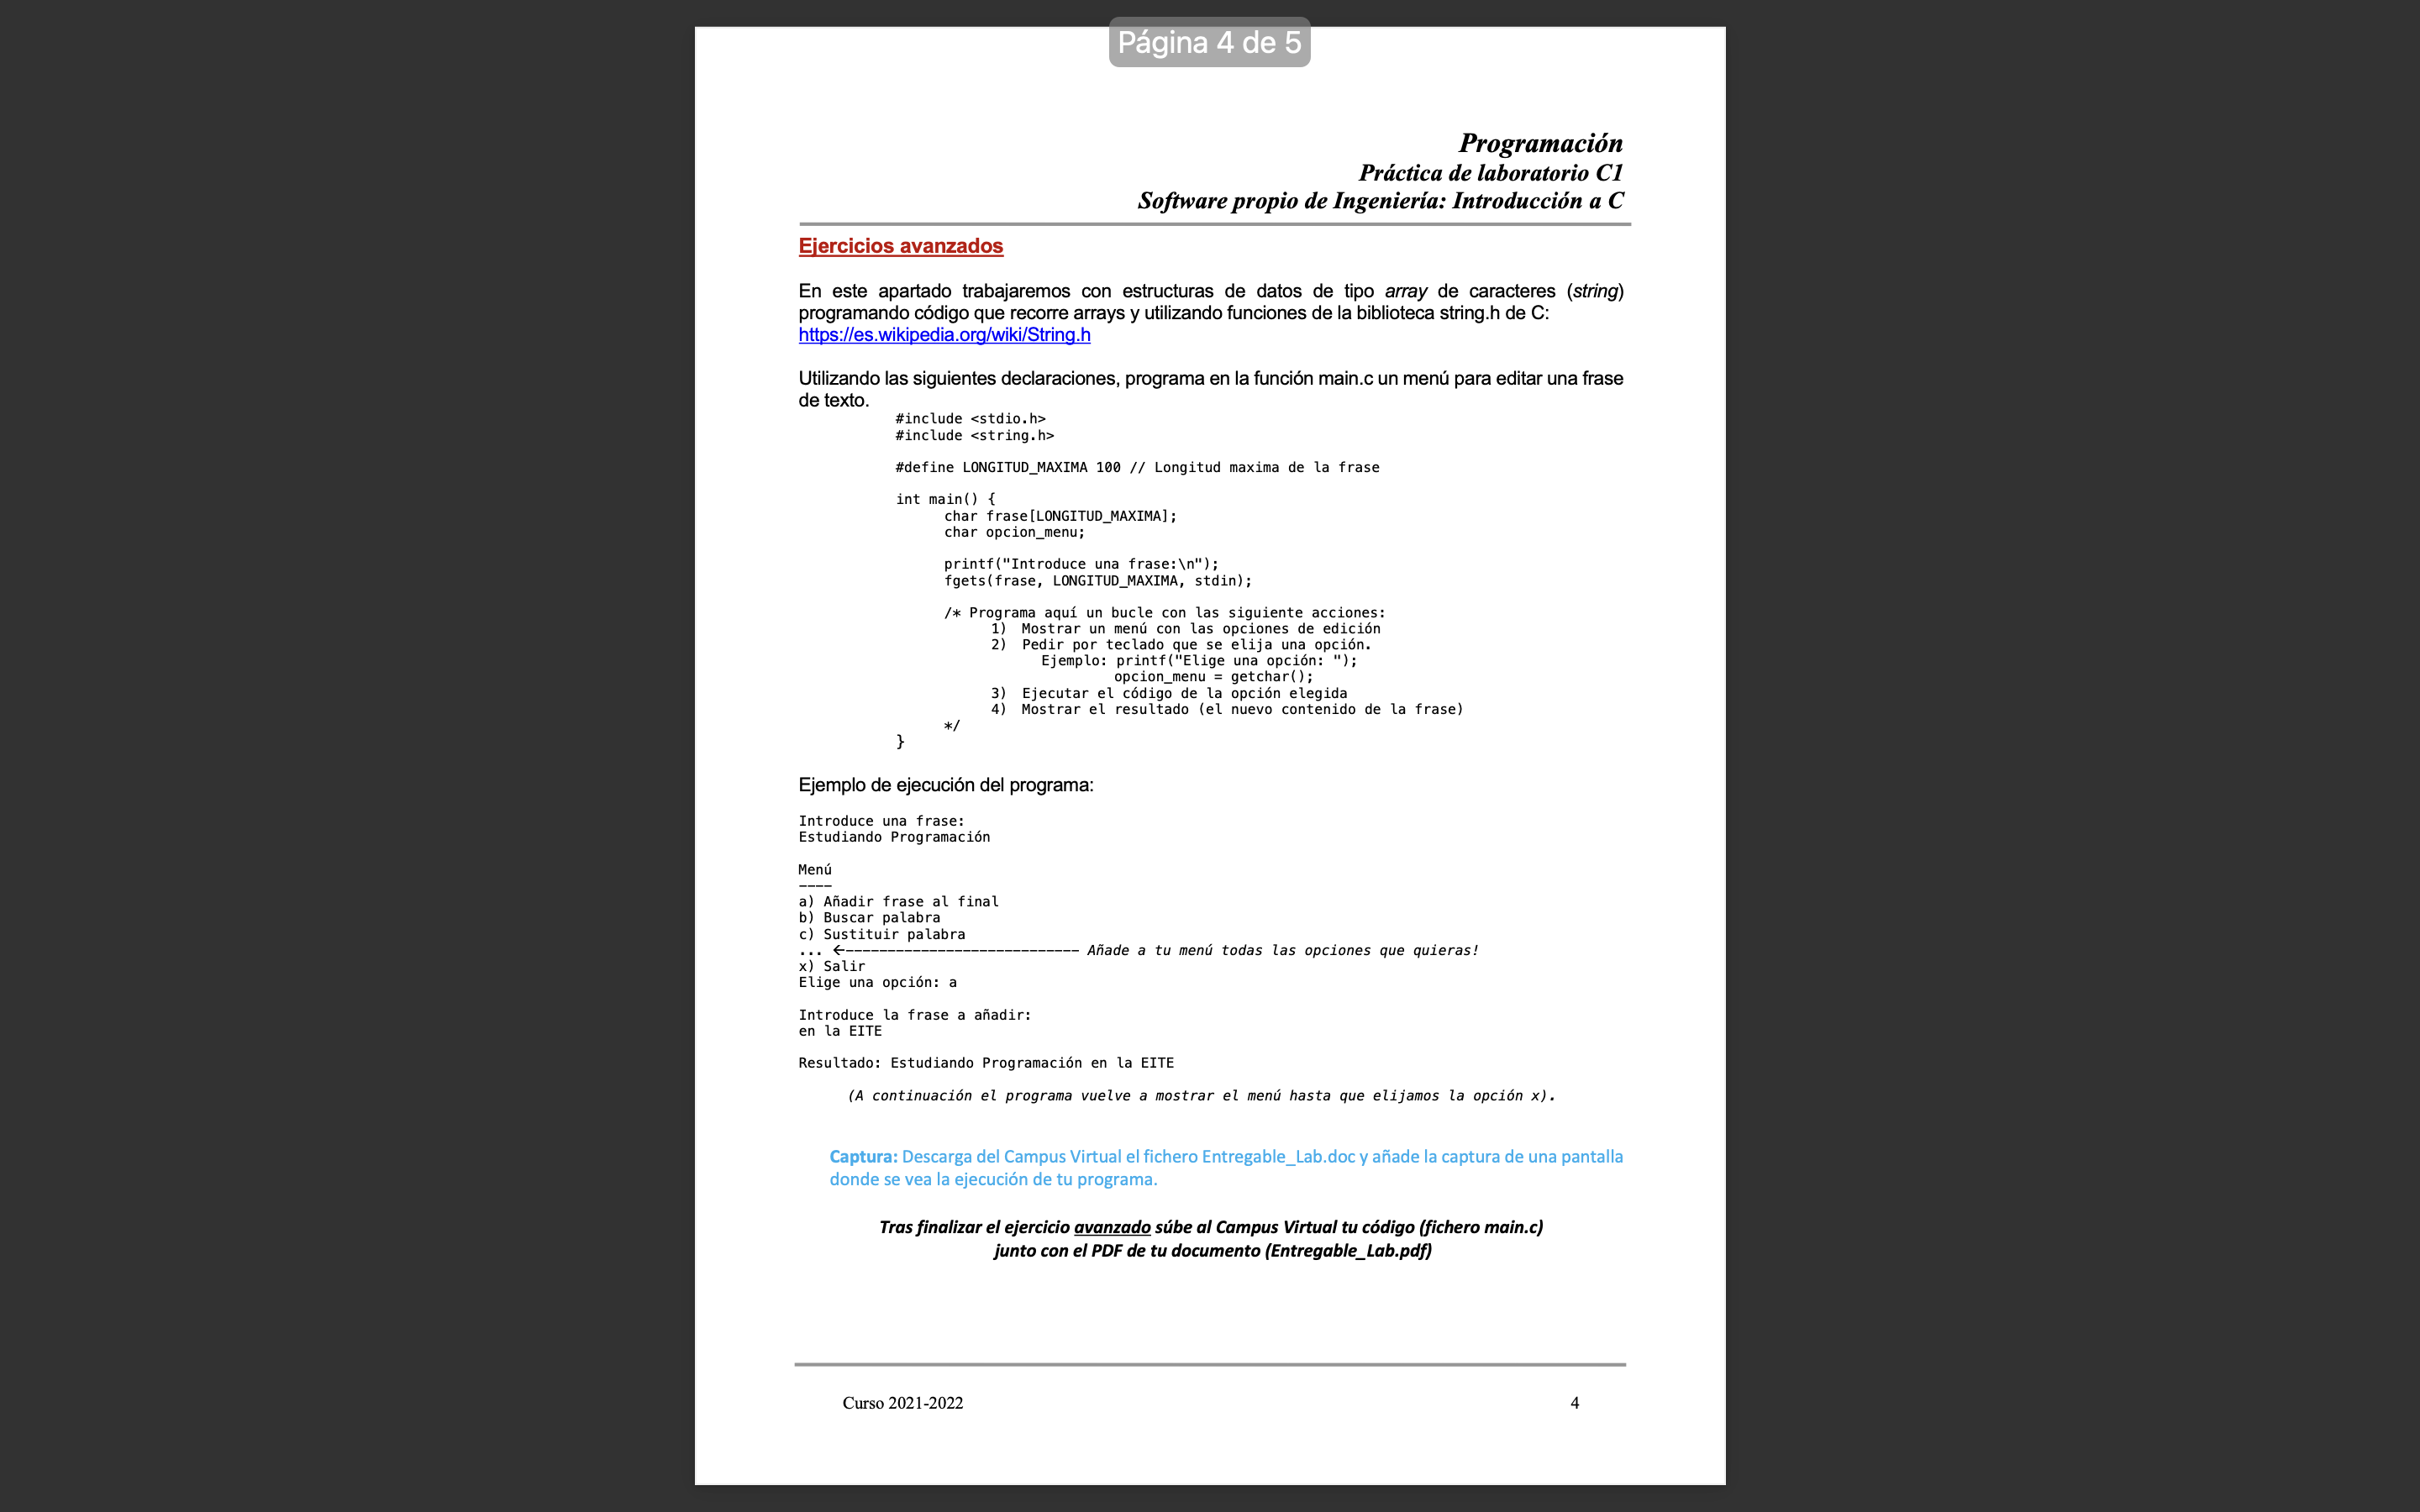 Página 4 de 5
Programación
Práctica de laboratorio C1
Software propio de Ingeniería: Introducción a C
Ejercicios avanzados
En este apartado trabajaremos con estructuras de datos de tipo array de caracteres (string)
programando código que recorre arrays y utilizando funciones de la biblioteca string.h de C:
https://es.wikipedia.org/wiki/String.h
Utilizando las siguientes declaraciones, programa en la función main.c un menú para editar una frase
de texto.
#include <stdio.h>
#include <string.h>
#define LONGITUD_MAXIMA 100 // Longitud maxima de la frase
int main() {
char frase[LONGITUD_MAXIMA];
char opcion_menu;
printf("Introduce una frase:\n");
fgets(frase, LONGITUD_MAXIMA, stdin);
/* Programa aquí un bucle con las siguiente acciones:
1) Mostrar un menú con las opciones de edición
2) Pedir por teclado que se elija una opción.
Ejemplo: printf("Elige una opción: ");
opcion_menu = getchar();
3) Ejecutar el código de la opción elegida
4) Mostrar el resultado (el nuevo contenido de la frase)
*/
}
Ejemplo de ejecución del programa:
Introduce una frase:
Estudiando Programación
Menú
----
a) Añadir frase al final
b) Buscar palabra
c) Sustituir palabra
... ←---------------------------- Añade a tu menú todas las opciones que quieras!
x) Salir
Elige una opción: a
Introduce la frase a añadir:
en la EITE
Resultado: Estudiando Programación en la EITE
(A continuación el programa vuelve a mostrar el menú hasta que elijamos la opción x).
Captura: Descarga del Campus Virtual el fichero Entregable_Lab.doc y añade la captura de una pantalla
donde se vea la ejecución de tu programa.
Tras finalizar el ejercicio avanzado súbe al Campus Virtual tu código (fichero main.c)
junto con el PDF de tu documento (Entregable_Lab.pdf)
Curso 2021-2022 4